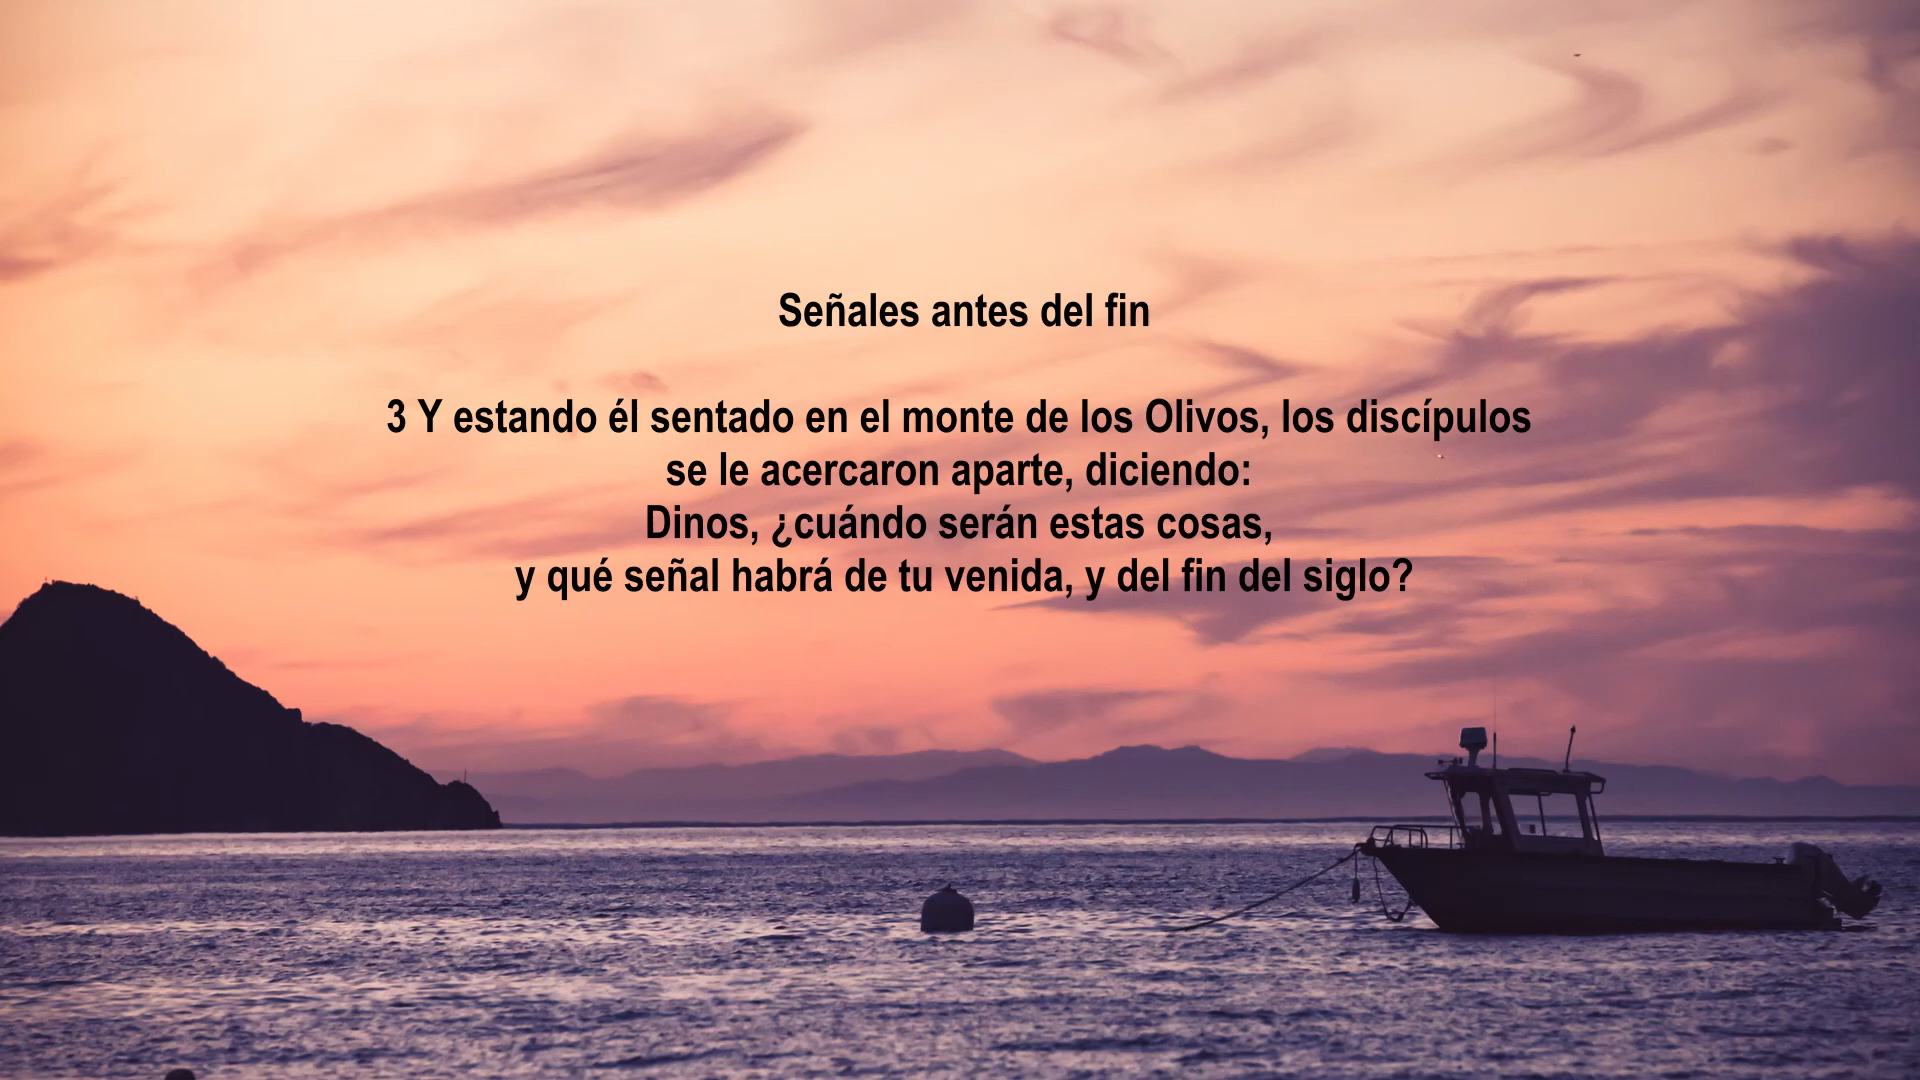 Señales antes del fin
3 Y estando él sentado en el monte de los Olivos, los discípulos
se le acercaron aparte, diciendo:
Dinos, ¿cuándo serán estas cosas,
y qué señal habrá de tu venida, y del fin del siglo?